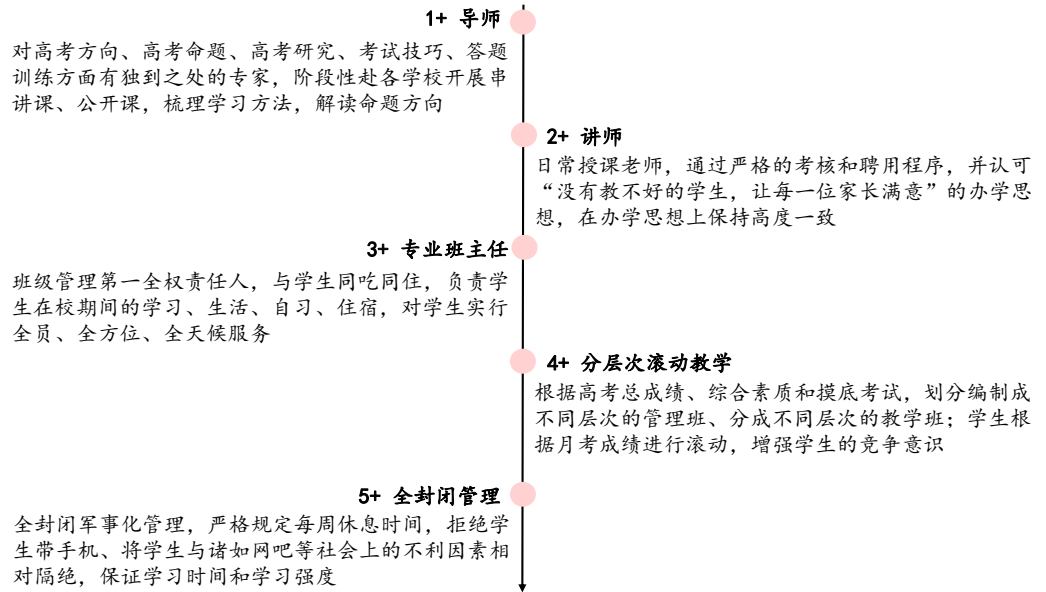 1+ 导师
对高考方向、高考命题、高考研究、考试技巧、答题
训练方面有独到之处的专家，阶段性赴各学校开展串
讲课、公开课，梳理学习方法，解读命题方向
2+ 讲师
日常授课老师，通过严格的考核和聘用程序，并认可
“没有教不好的学生，让每一位家长满意”的办学思
想，在办学思想上保持高度一致
3+ 专业班主任
班级管理第一全权责任人，与学生同吃同住，负责学
生在校期间的学习、生活、自习、住宿，对学生实行
全员、全方位、全天候服务
4+ 分层次滚动教学
根据高考总成绩、综合素质和摸底考试，划分编制成
不同层次的管理班、分成不同层次的教学班；学生根
据月考成绩进行滚动，增强学生的竞争意识
5+ 全封闭管理
全封闭军事化管理，严格规定每周休息时间，拒绝学
生带手机、将学生与诸如网吧等社会上的不利因素相
对隔绝，保证学习时间和学习强度